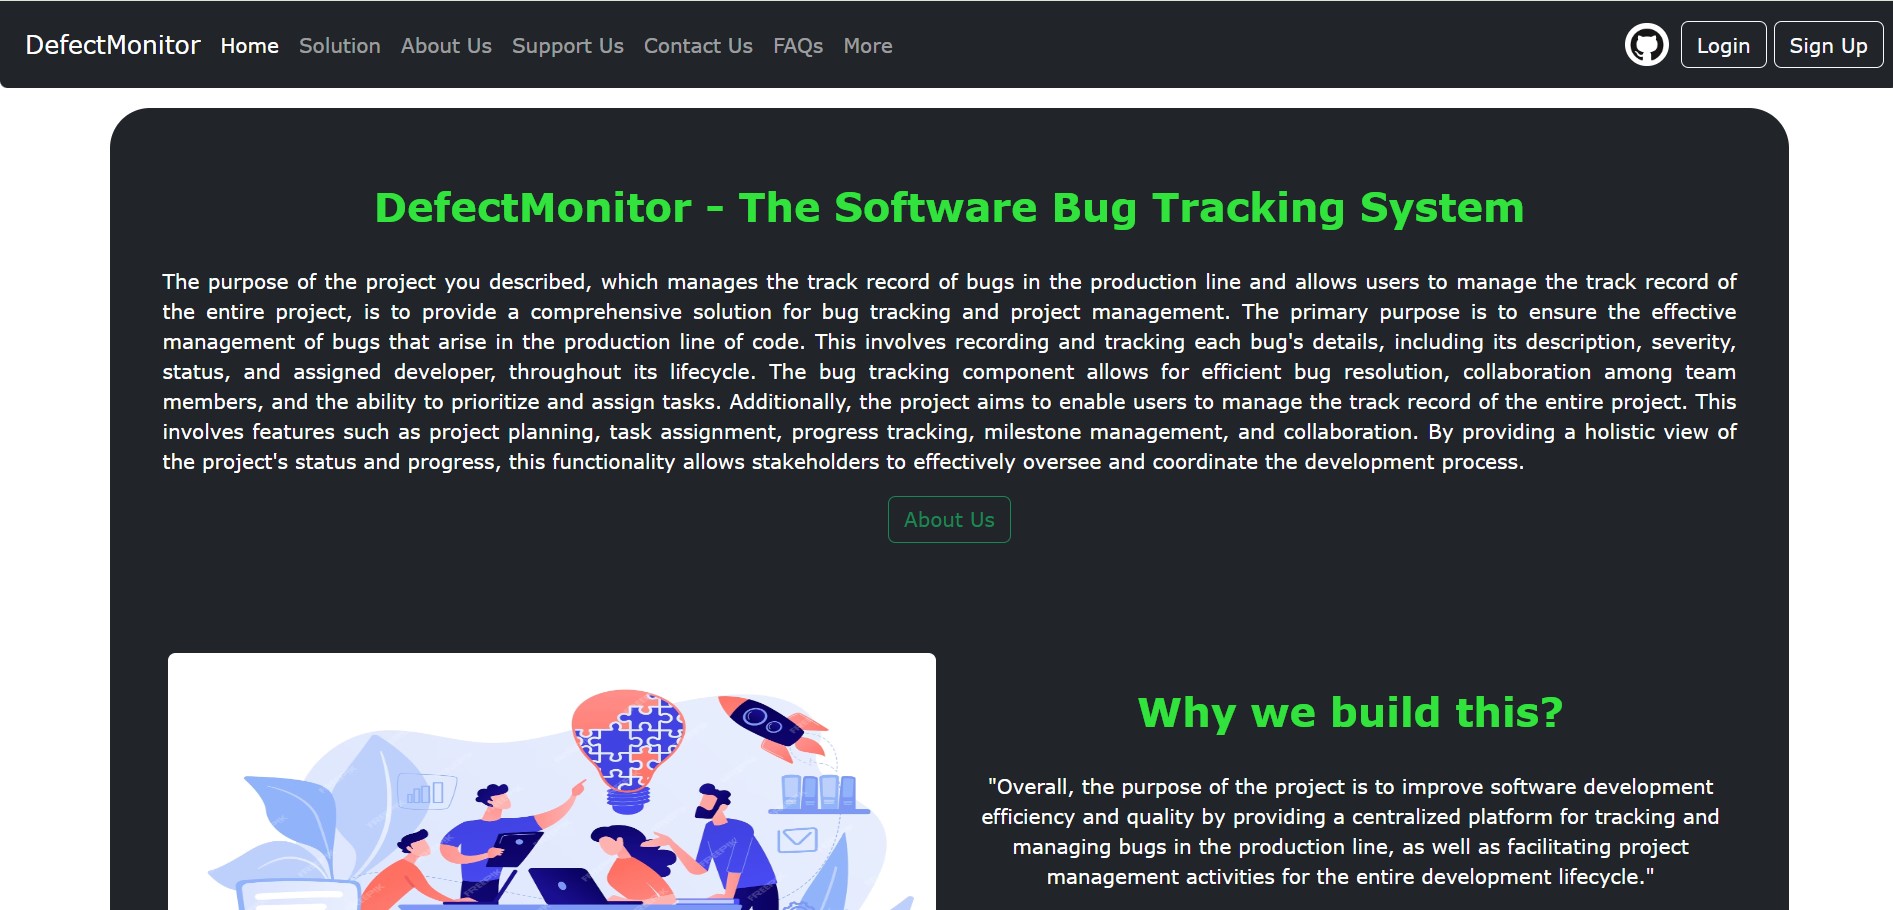 DefectMonitor Home Solution About Us Support Us Contact Us FAQs More Login Sign Up
DefectMonitor - The Software Bug Tracking System
The purpose of the project you described, which manages the track record of bugs in the production line and allows users to manage the track record of
the entire project, is to provide a comprehensive solution for bug tracking and project management. The primary purpose is to ensure the effective
management of bugs that arise in the production line of code. This involves recording and tracking each bug's details, including its description, severity,
status, and assigned developer, throughout its lifecycle. The bug tracking component allows for efficient bug resolution, collaboration among team
members, and the ability to prioritize and assign tasks. Additionally, the project aims to enable users to manage the track record of the entire project. This
involves features such as project planning, task assignment, progress tracking, milestone management, and collaboration. By providing a holistic view of
the project's status and progress, this functionality allows stakeholders to effectively oversee and coordinate the development process.
About Us
Why we build this?
"Overall, the purpose of the project is to improve software development
efficiency and quality by providing a centralized platform for tracking and
managing bugs in the production line, as well as facilitating project
management activities for the entire development lifecycle."